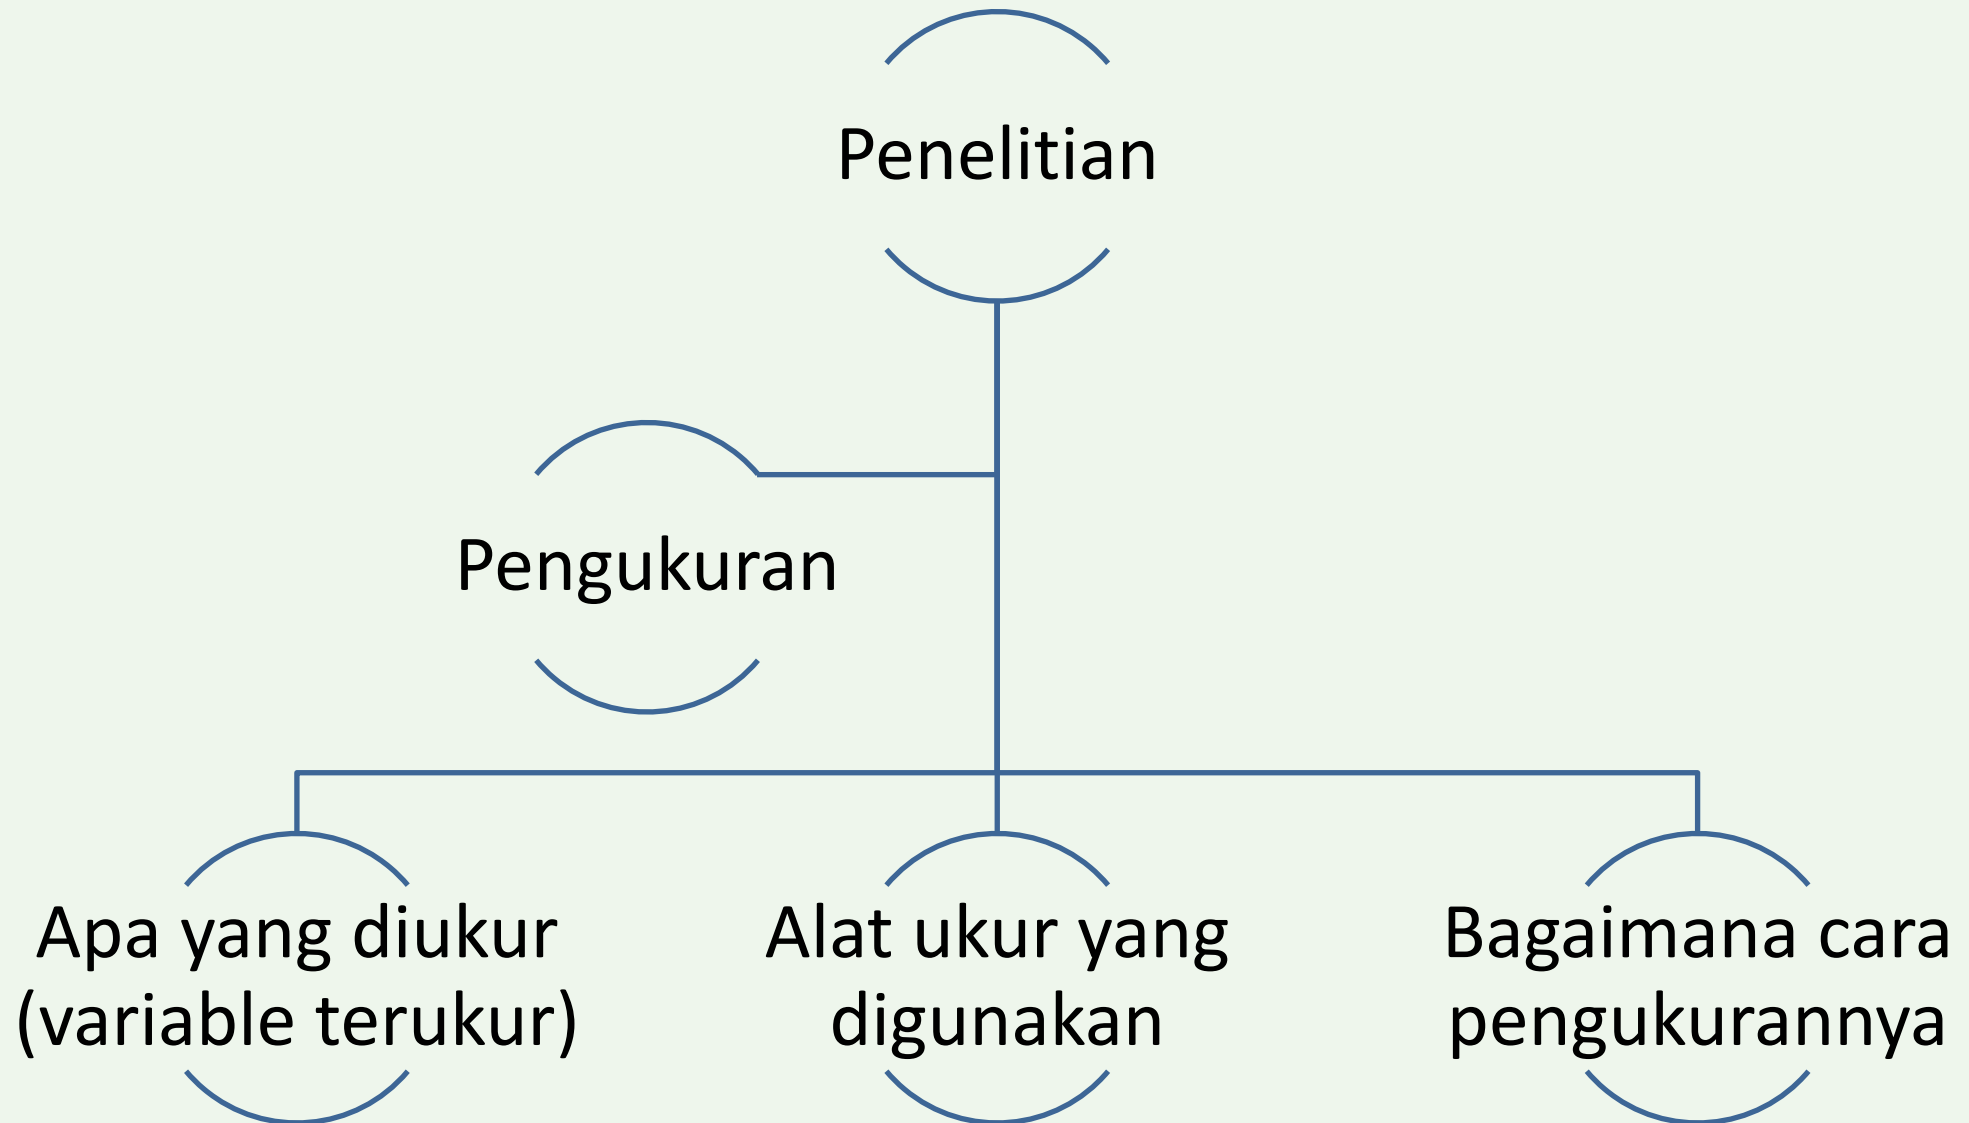 Penelitian
Pengukuran
Apa yang diukur
(variable terukur)
Alat ukur yang
digunakan
Bagaimana cara
pengukurannya